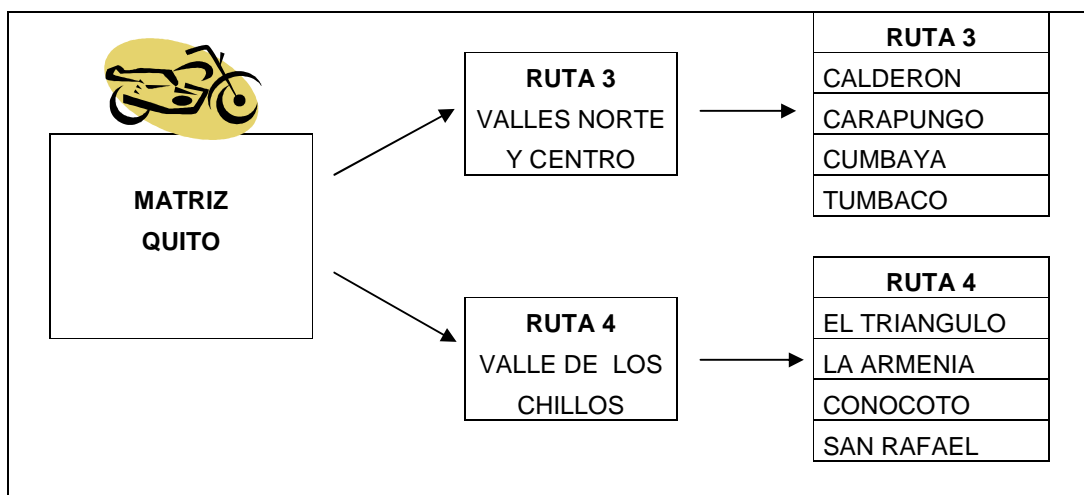 MATRIZ
QUITO
RUTA 3
VALLES NORTE
Y CENTRO
RUTA 3
CALDERON
CARAPUNGO
CUMBAYA
TUMBACO
RUTA 4
VALLE DE LOS
CHILLOS
RUTA 4
EL TRIANGULO
LA ARMENIA
CONOCOTO
SAN RAFAEL